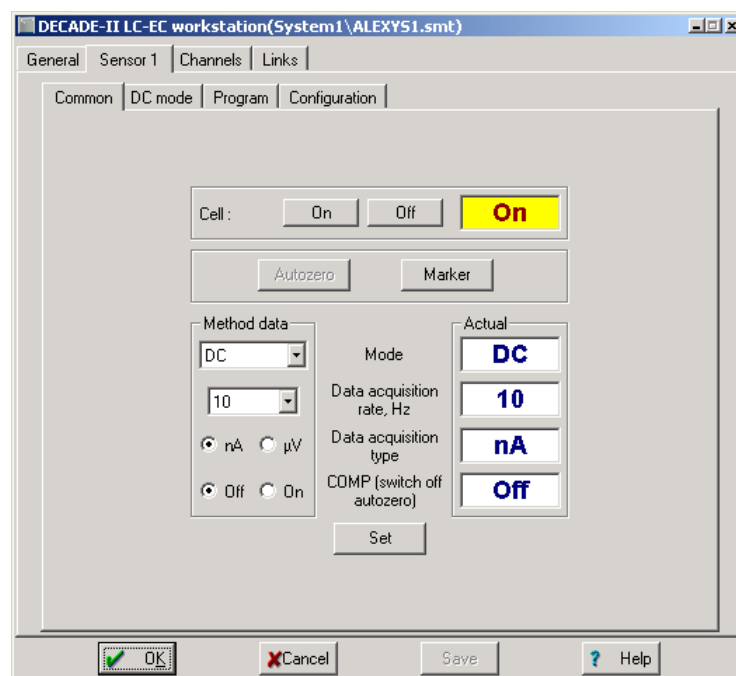 DECADE-II LC-EC workstation(System1\ALEXYS1.smt)
General Sensor 1 Channels Links
Common DC mode Program Configuration
Cell : On Off On
Autozero Marker
Method data Actual
DC Mode DC
10 Data acquisition rate, Hz 10
nA µV Data acquisition type nA
Off On COMP (switch off autozero) Off
Set
OK Cancel Save Help